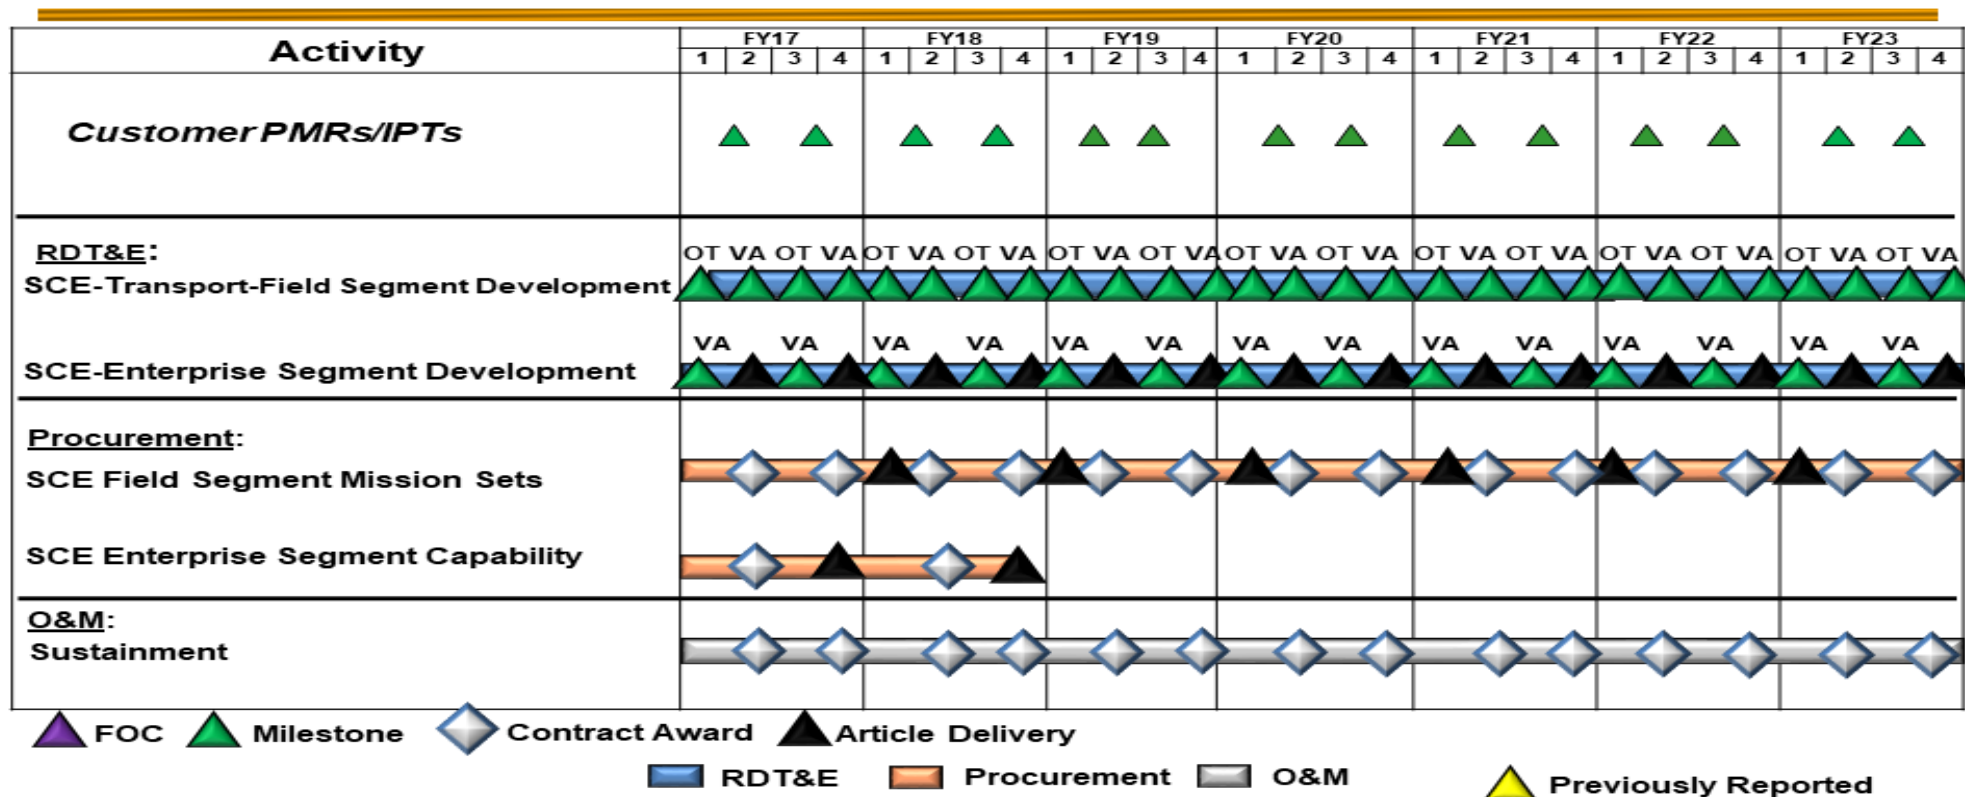 Activity FY17 FY18 FY19 FY20 FY21 FY22 FY23
1 2 3 4 1 2 3 4 1 2 3 4 1 2 3 4 1 2 3 4 1 2 3 4 1 2 3 4
Customer PMRs/IPTs
RDT&E: OT VA OT VA OT VA OT VA OT VA OT VA OT VA OT VA OT VA OT VA OT VA OT VA OT VA OT VA
SCE-Transport-Field Segment Development
VA VA VA VA VA VA VA VA VA VA VA VA VA VA
SCE-Enterprise Segment Development
Procurement:
SCE Field Segment Mission Sets
SCE Enterprise Segment Capability
O&M:
Sustainment
FOC Milestone Contract Award Article Delivery
RDT&E Procurement O&M Previously Reported